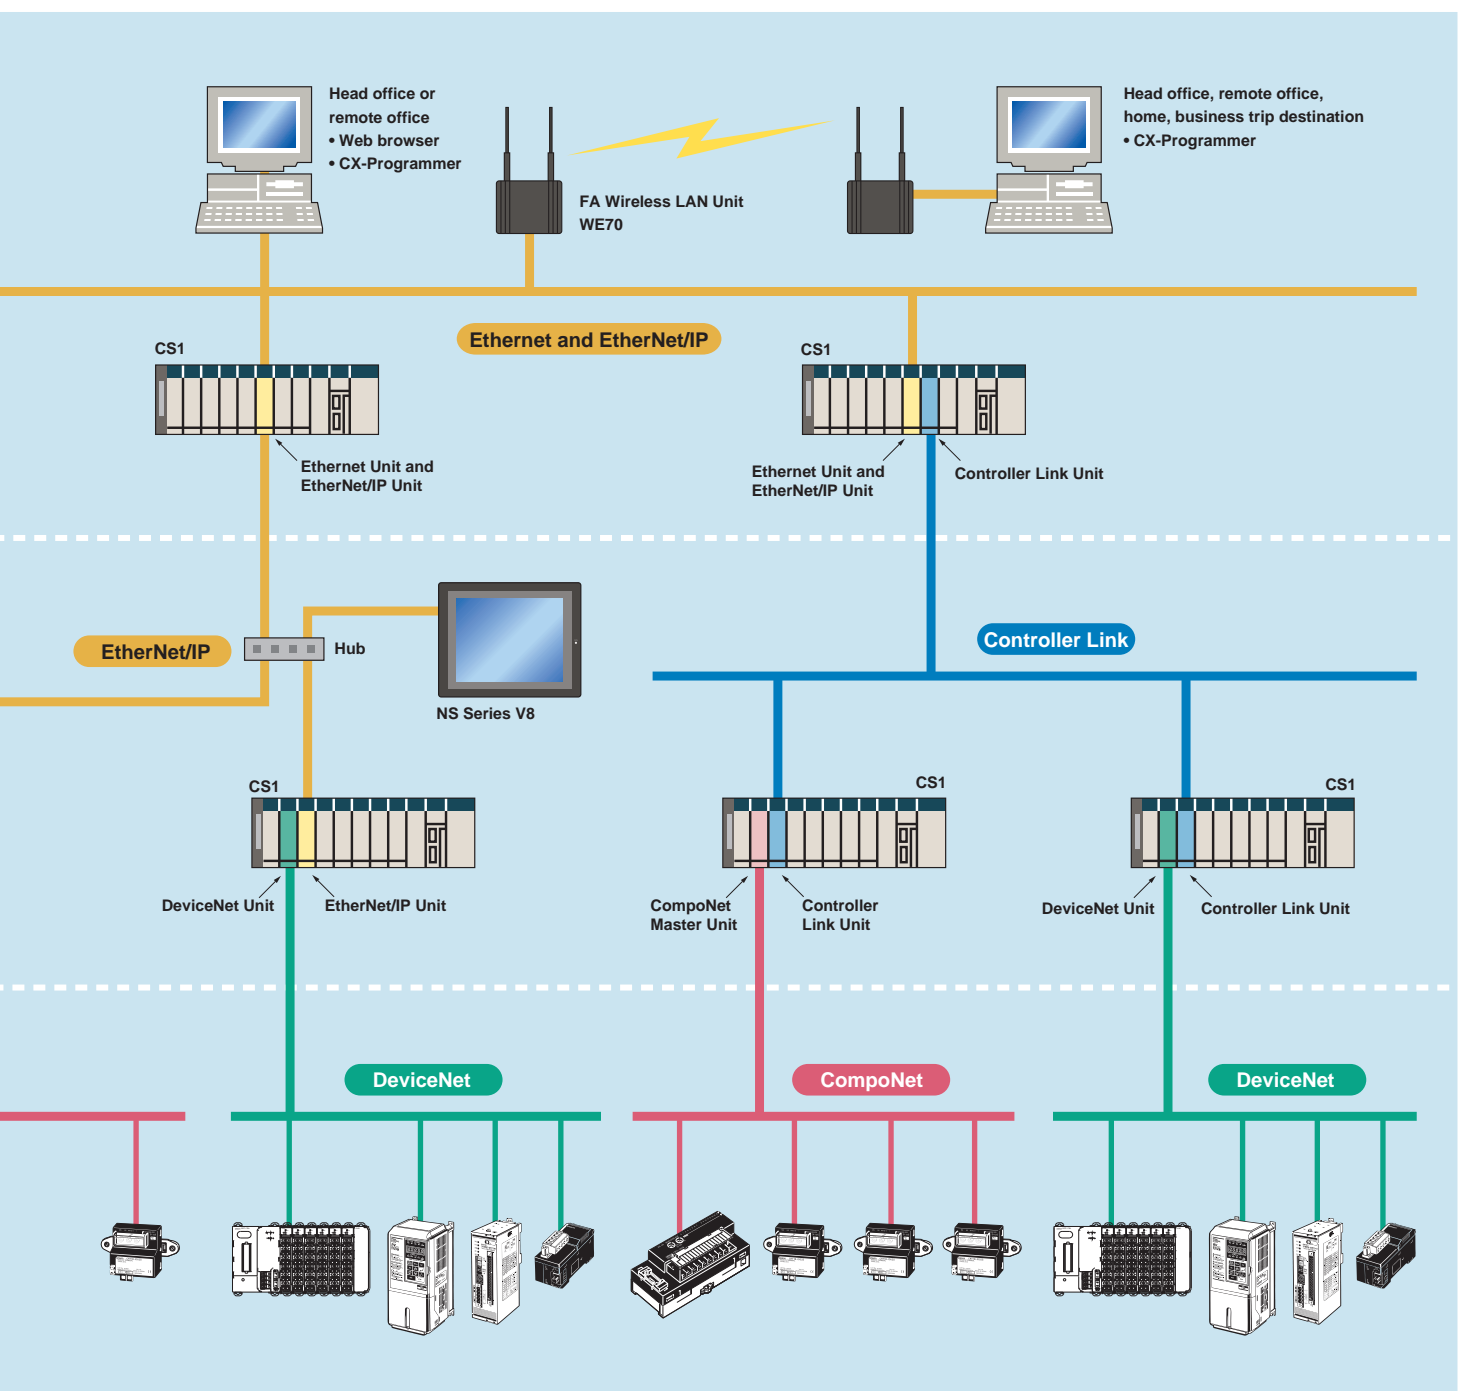 Head office or
remote office
• Web browser
• CX-Programmer
FA Wireless LAN Unit
WE70
Head office, remote office,
home, business trip destination
• CX-Programmer
Ethernet and EtherNet/IP
CS1
CS1
Ethernet Unit and
EtherNet/IP Unit
Ethernet Unit and
EtherNet/IP Unit
Controller Link Unit
EtherNet/IP
Hub
NS Series V8
Controller Link
CS1
CS1
CS1
DeviceNet Unit
EtherNet/IP Unit
CompoNet
Master Unit
Controller
Link Unit
DeviceNet Unit
Controller Link Unit
DeviceNet
CompoNet
DeviceNet